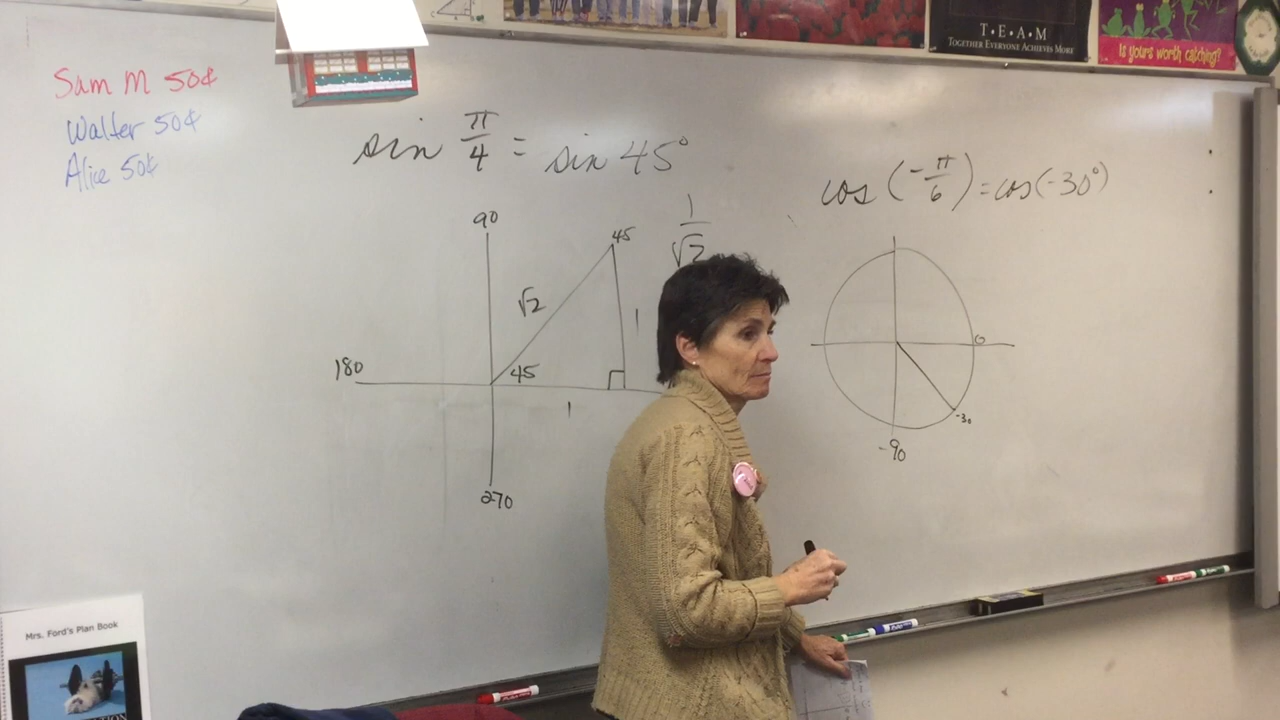 T·E·A·M
TOGETHER EVERYONE ACHIEVES MORE
Is yours worth catching?
Sam M 50¢
Walter 50¢
Alice 50¢
sin π/4 = sin 45°
cos (-π/6) = cos(-30°)
90
45
1/√2
√2
1
180
45
1
270
0
-30
-90
Mrs. Ford's Plan Book